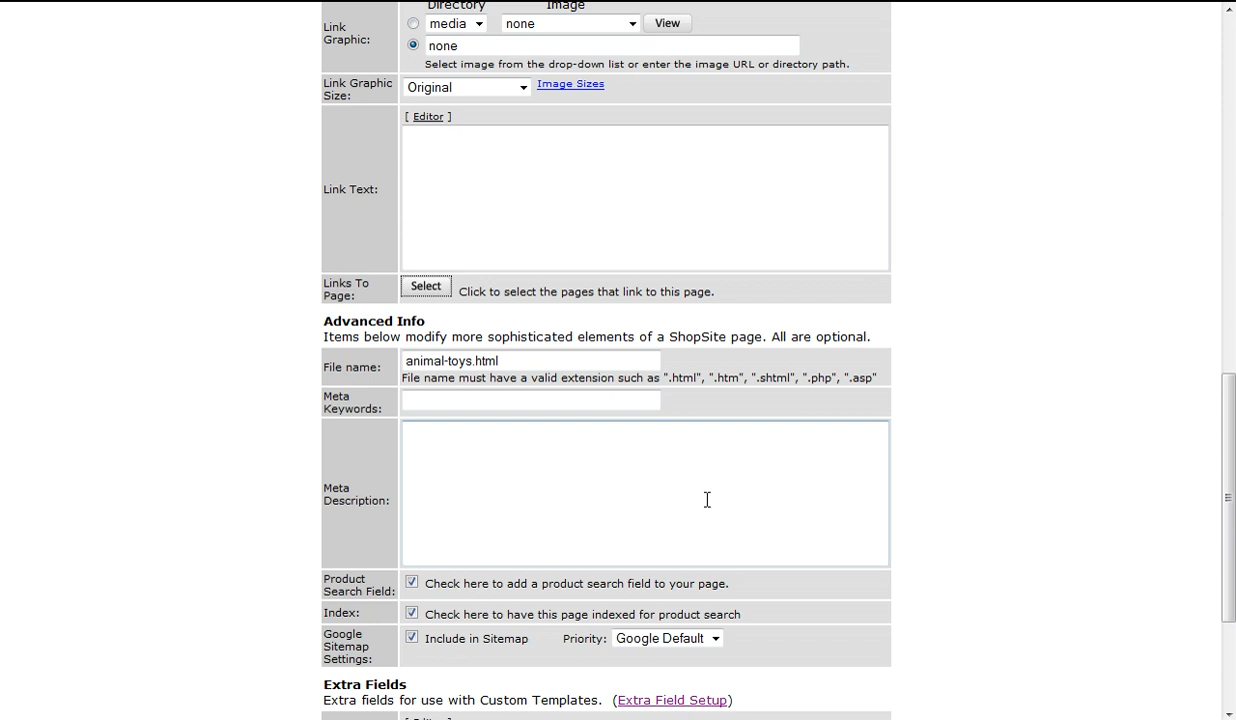 Directory Image
Link Graphic: media none View
none
Select image from the drop-down list or enter the image URL or directory path.
Link Graphic Size: Original Image Sizes
[ Editor ]
Link Text:
Links To Page: Select Click to select the pages that link to this page.
Advanced Info
Items below modify more sophisticated elements of a ShopSite page. All are optional.
File name: animal-toys.html
File name must have a valid extension such as ".html", ".htm", ".shtml", ".php", ".asp"
Meta Keywords:
Meta Description:
Product Search Field: Check here to add a product search field to your page.
Index: Check here to have this page indexed for product search
Google Sitemap Settings: Include in Sitemap Priority: Google Default
Extra Fields
Extra fields for use with Custom Templates. (Extra Field Setup)
[ Editor ]